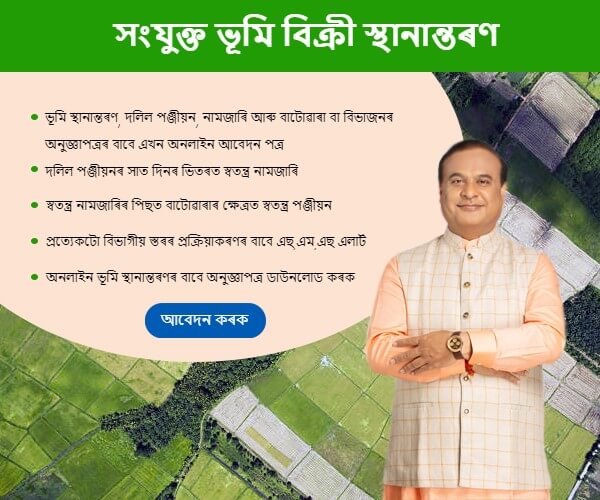 সংযুক্ত ভূমি বিক্ৰী স্থানান্তৰণ
ভূমি স্থানান্তৰণ, দলিল পঞ্জীয়ন, নামজাৰি আৰু বাটোৱাৰা বা বিভাজনৰ
অনুজ্ঞাপত্ৰৰ বাবে এখন অনলাইন আবেদন পত্ৰ
দলিল পঞ্জীয়নৰ সাত দিনৰ ভিতৰত স্বতন্ত্ৰ নামজাৰি
স্বতন্ত্ৰ নামজাৰিৰ পিছত বাটোৱাৰাৰ ক্ষেত্ৰত স্বতন্ত্ৰ পঞ্জীয়ন
প্ৰত্যেকটো বিভাগীয় স্তৰৰ প্ৰক্ৰিয়াকৰণৰ বাবে এছ্.এম্.এছ্ এলাৰ্ট
অনলাইন ভূমি স্থানান্তৰণৰ বাবে অনুজ্ঞাপত্ৰ ডাউনলোড কৰক
আবেদন কৰক